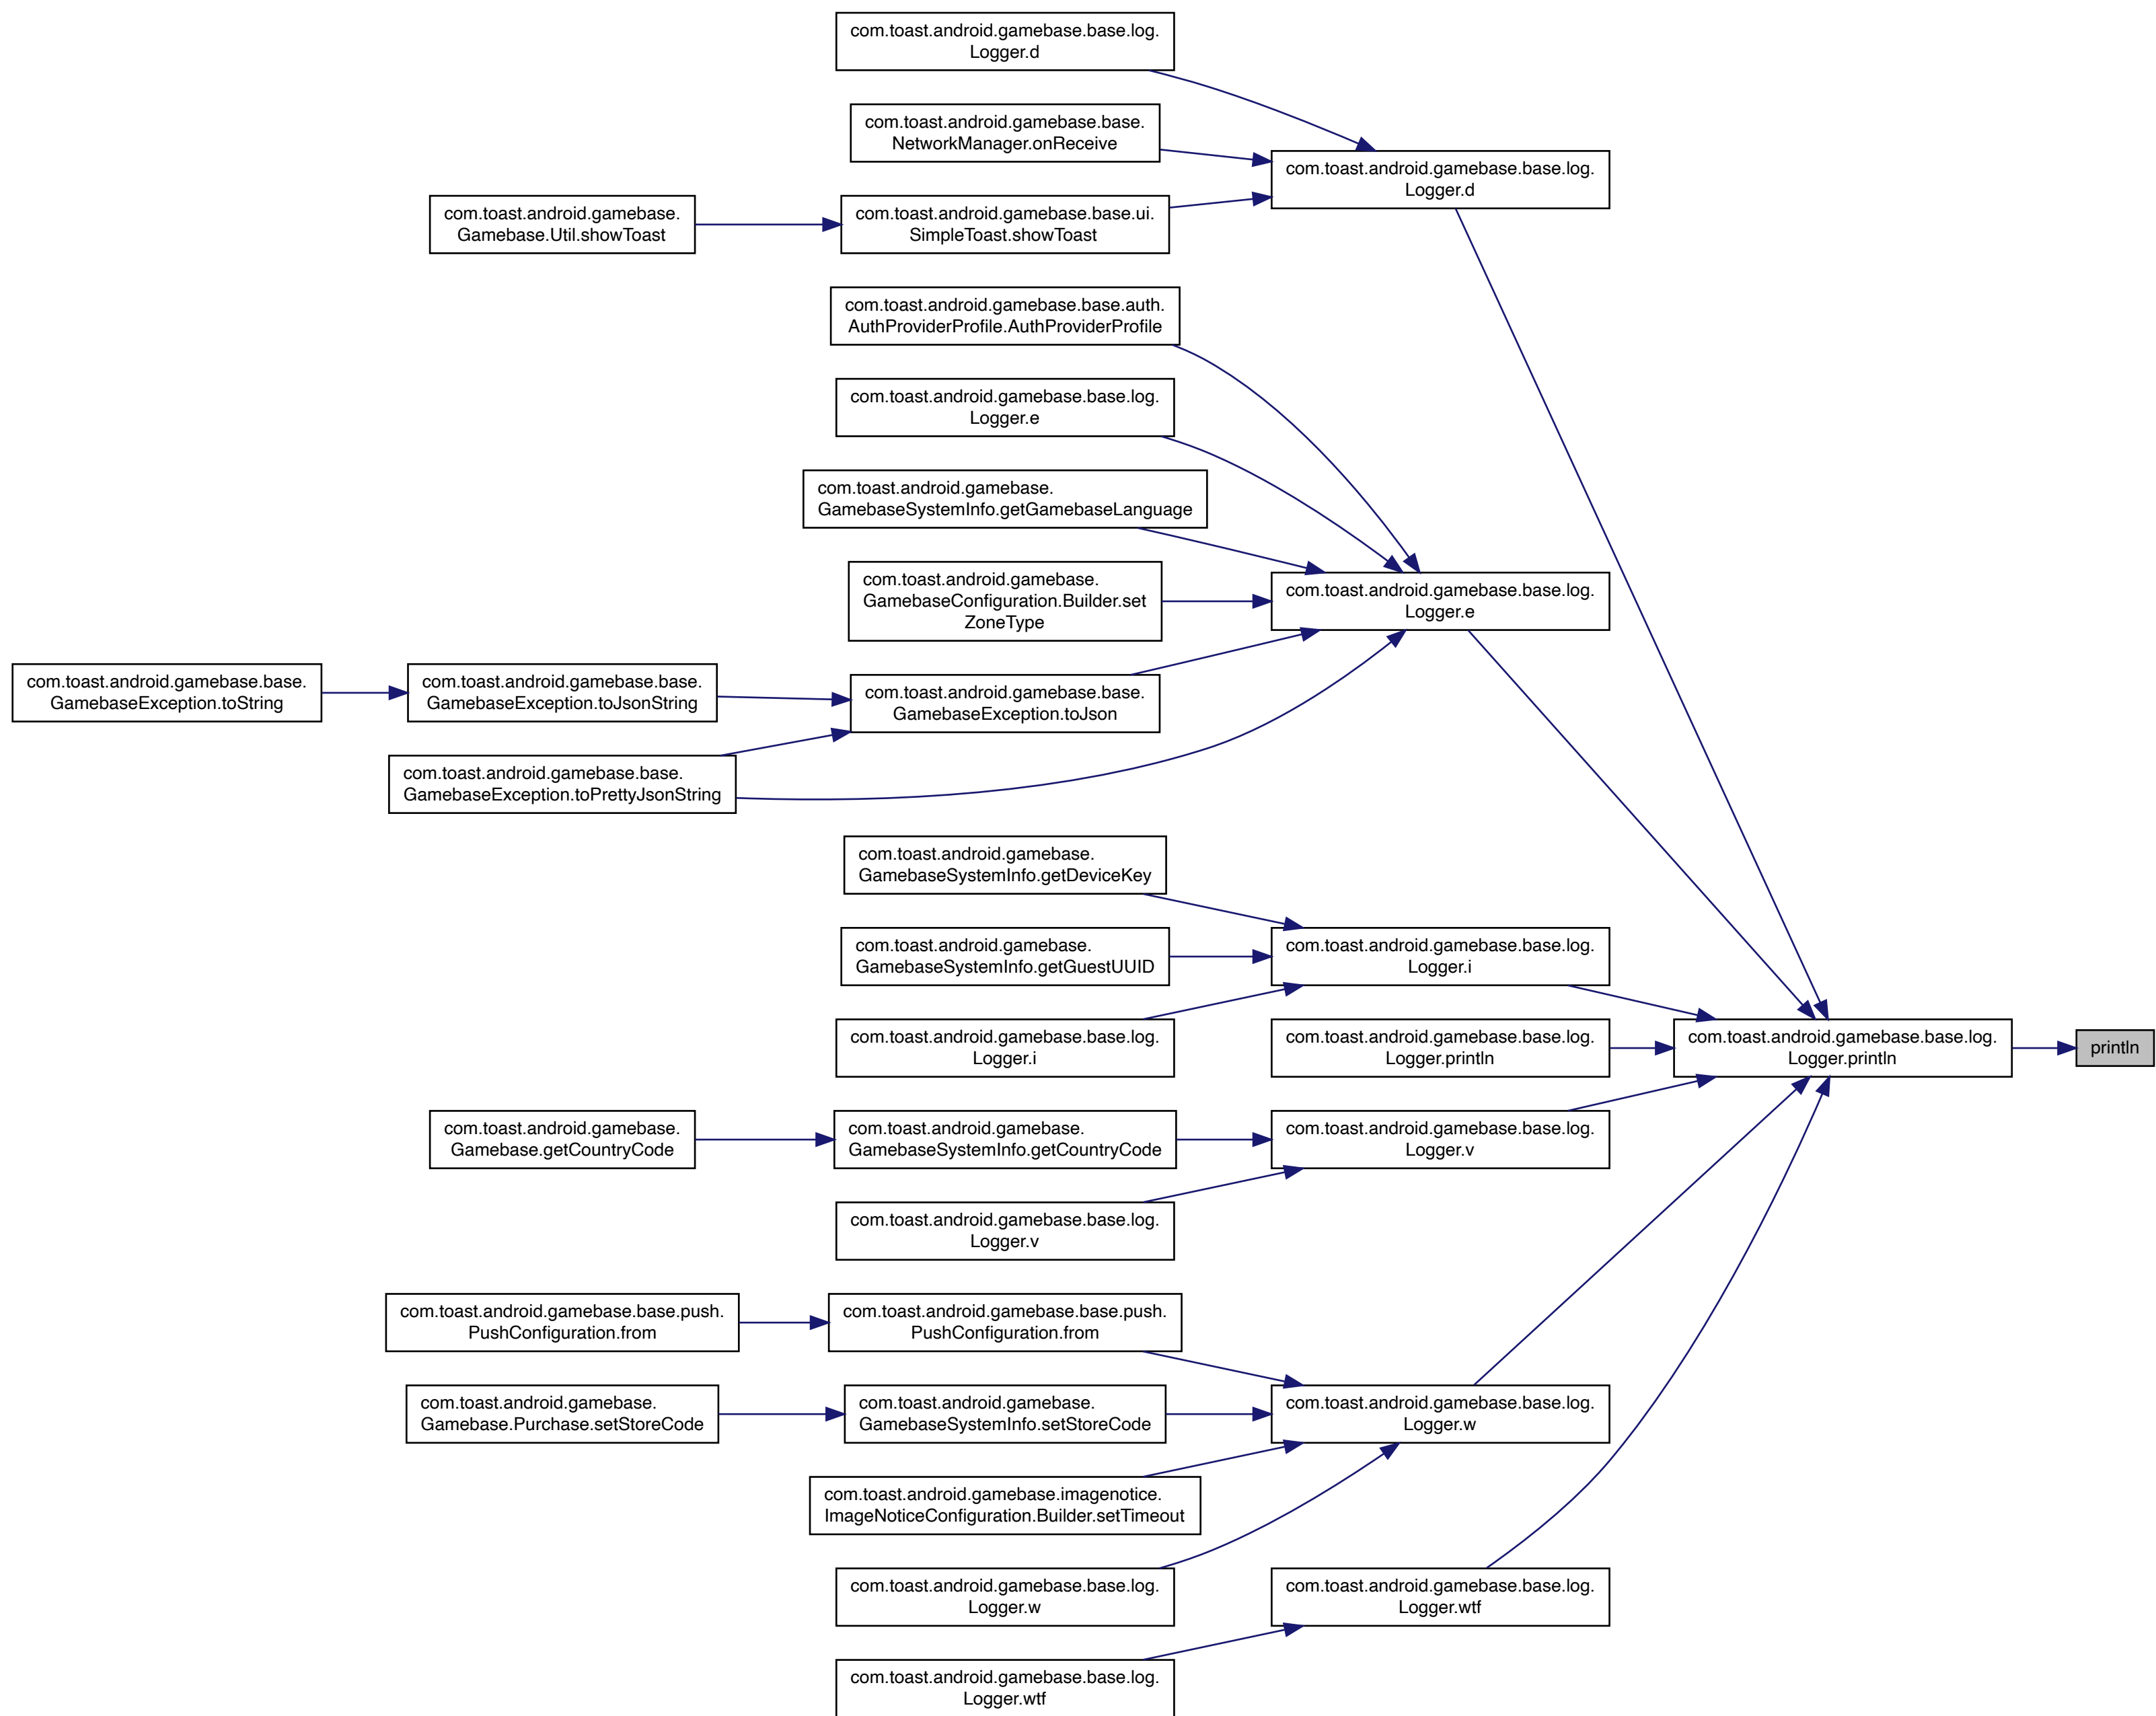 com.toast.android.gamebase.base.log.
Logger.d
com.toast.android.gamebase.base.
NetworkManager.onReceive
com.toast.android.gamebase.base.log.
Logger.d
com.toast.android.gamebase.
Gamebase.Util.showToast
com.toast.android.gamebase.base.ui.
SimpleToast.showToast
com.toast.android.gamebase.base.auth.
AuthProviderProfile.AuthProviderProfile
com.toast.android.gamebase.base.log.
Logger.e
com.toast.android.gamebase.
GamebaseSystemInfo.getGamebaseLanguage
com.toast.android.gamebase.
GamebaseConfiguration.Builder.set
ZoneType
com.toast.android.gamebase.base.log.
Logger.e
com.toast.android.gamebase.base.
GamebaseException.toString
com.toast.android.gamebase.base.
GamebaseException.toJsonString
com.toast.android.gamebase.base.
GamebaseException.toJson
com.toast.android.gamebase.base.
GamebaseException.toPrettyJsonString
com.toast.android.gamebase.
GamebaseSystemInfo.getDeviceKey
com.toast.android.gamebase.
GamebaseSystemInfo.getGuestUUID
com.toast.android.gamebase.base.log.
Logger.i
com.toast.android.gamebase.base.log.
Logger.i
com.toast.android.gamebase.base.log.
Logger.println
com.toast.android.gamebase.base.log.
Logger.println
println
com.toast.android.gamebase.
Gamebase.getCountryCode
com.toast.android.gamebase.
GamebaseSystemInfo.getCountryCode
com.toast.android.gamebase.base.log.
Logger.v
com.toast.android.gamebase.base.log.
Logger.v
com.toast.android.gamebase.base.push.
PushConfiguration.from
com.toast.android.gamebase.base.push.
PushConfiguration.from
com.toast.android.gamebase.
Gamebase.Purchase.setStoreCode
com.toast.android.gamebase.
GamebaseSystemInfo.setStoreCode
com.toast.android.gamebase.base.log.
Logger.w
com.toast.android.gamebase.imagenotice.
ImageNoticeConfiguration.Builder.setTimeout
com.toast.android.gamebase.base.log.
Logger.w
com.toast.android.gamebase.base.log.
Logger.wtf
com.toast.android.gamebase.base.log.
Logger.wtf